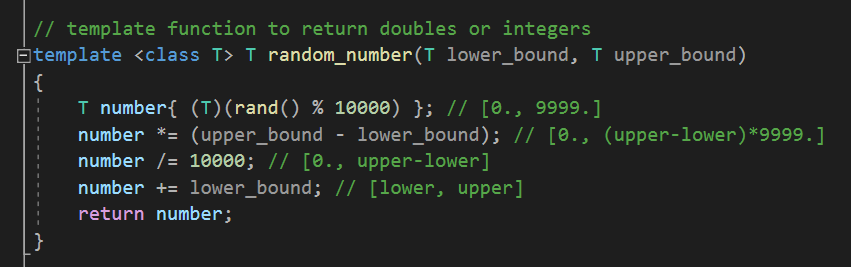 // template function to return doubles or integers
template <class T> T random_number(T lower_bound, T upper_bound)
{
T number{ (T)(rand() % 10000) }; // [0., 9999.]
number *= (upper_bound - lower_bound); // [0., (upper-lower)*9999.]
number /= 10000; // [0., upper-lower]
number += lower_bound; // [lower, upper]
return number;
}